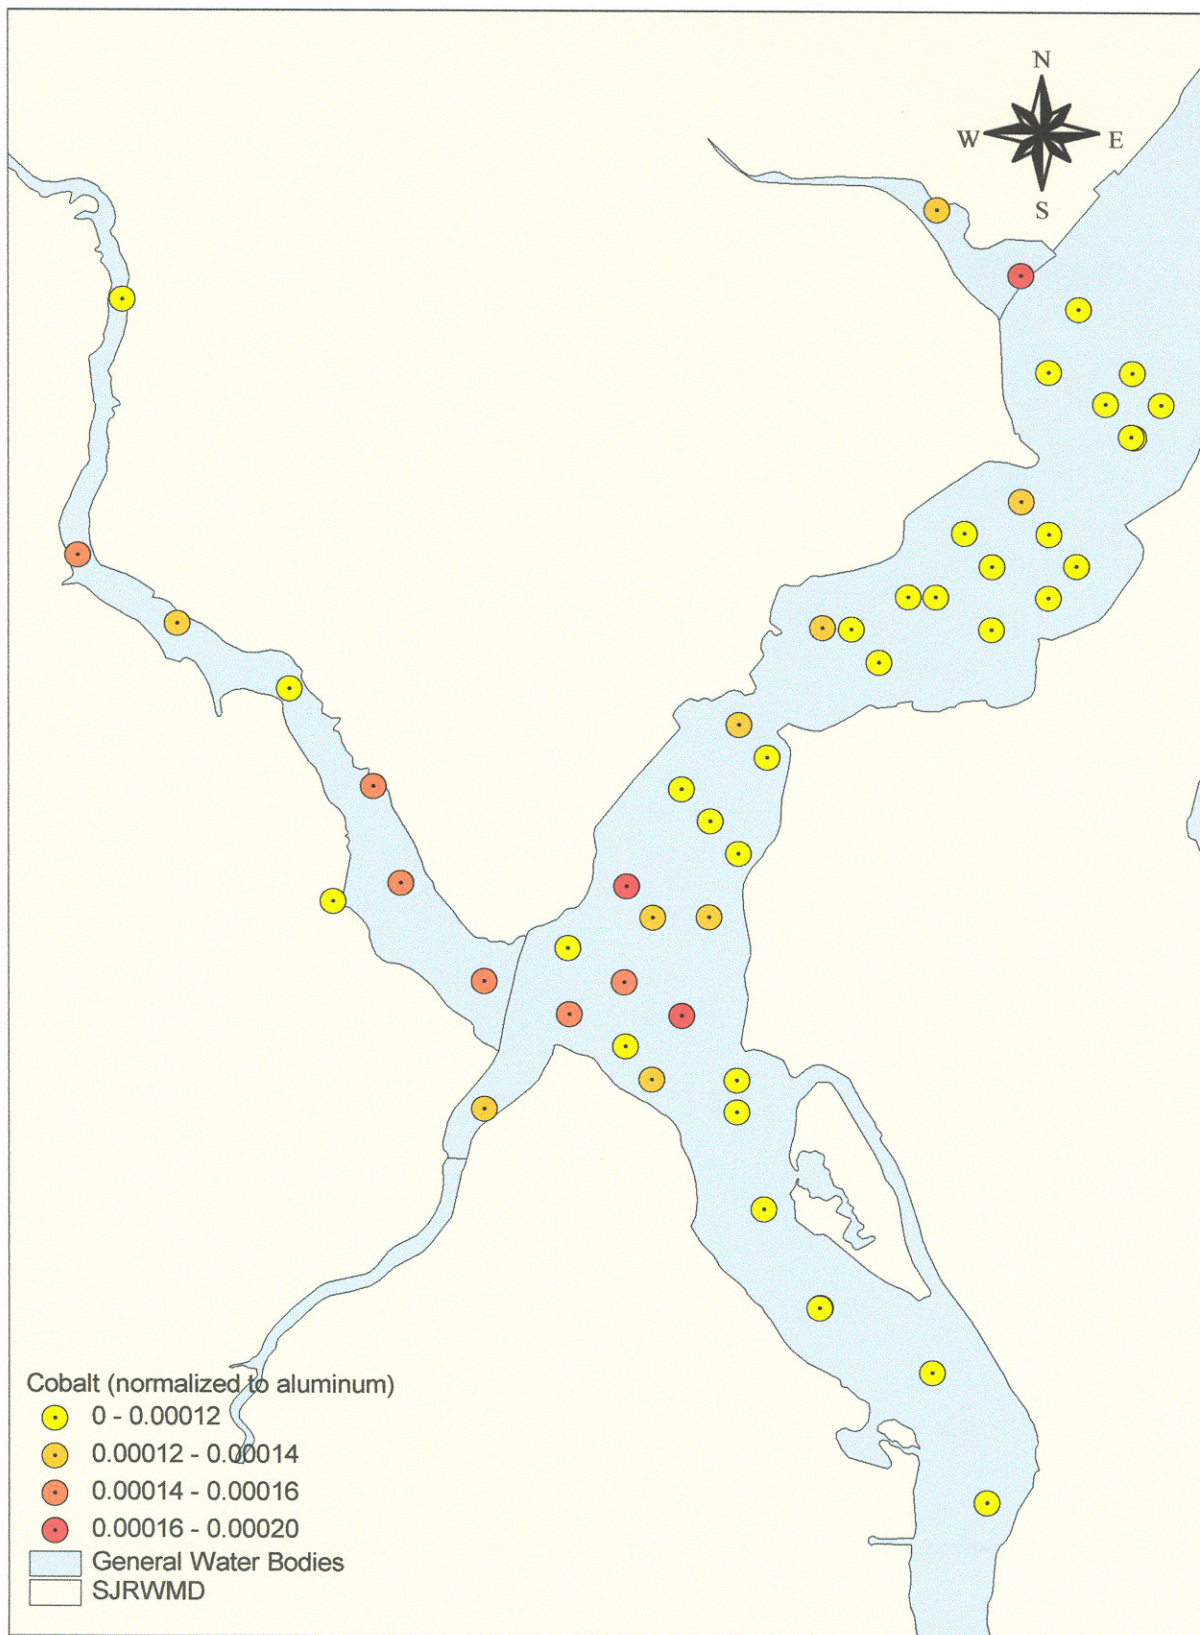 N
W E
S
Cobalt (normalized to aluminum)
0 - 0.00012
0.00012 - 0.00014
0.00014 - 0.00016
0.00016 - 0.00020
General Water Bodies
SJRWMD